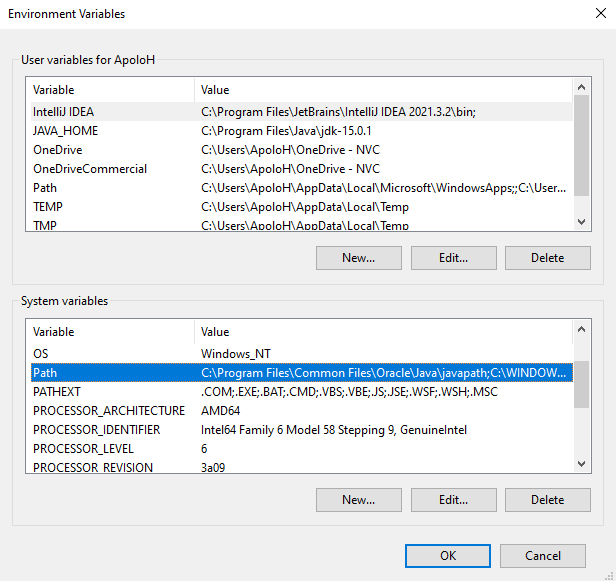 Environment Variables
User variables for ApoloH
Variable Value
IntelliJ IDEA C:\Program Files\JetBrains\IntelliJ IDEA 2021.3.2\bin;
JAVA_HOME C:\Program Files\Java\jdk-15.0.1
OneDrive C:\Users\ApoloH\OneDrive - NVC
OneDriveCommercial C:\Users\ApoloH\OneDrive - NVC
Path C:\Users\ApoloH\AppData\Local\Microsoft\WindowsApps;;C:\User...
TEMP C:\Users\ApoloH\AppData\Local\Temp
TMP C:\Users\ApoloH\AppData\Local\Temp
New... Edit... Delete
System variables
Variable Value
OS Windows_NT
Path C:\Program Files\Common Files\Oracle\Java\javapath;C:\WINDOW...
PATHEXT .COM;.EXE;.BAT;.CMD;.VBS;.VBE;.JS;.JSE;.WSF;.WSH;.MSC
PROCESSOR_ARCHITECTURE AMD64
PROCESSOR_IDENTIFIER Intel64 Family 6 Model 58 Stepping 9, GenuineIntel
PROCESSOR_LEVEL 6
PROCESSOR_REVISION 3a09
New... Edit... Delete
OK Cancel